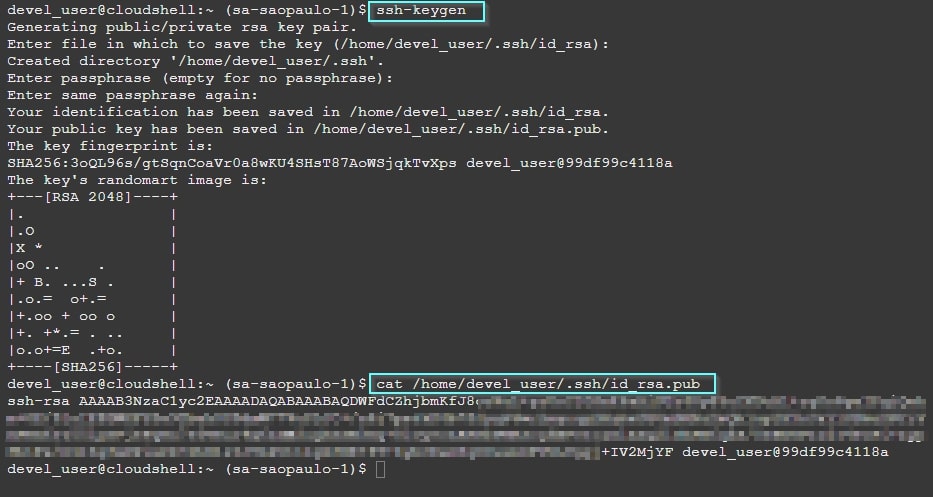 devel_user@cloudshell:~ (sa-saopaulo-1)$ ssh-keygen
Generating public/private rsa key pair.
Enter file in which to save the key (/home/devel_user/.ssh/id_rsa):
Created directory '/home/devel_user/.ssh'.
Enter passphrase (empty for no passphrase):
Enter same passphrase again:
Your identification has been saved in /home/devel_user/.ssh/id_rsa.
Your public key has been saved in /home/devel_user/.ssh/id_rsa.pub.
The key fingerprint is:
SHA256:3oQL96s/gtSqnCoaVr0a8wKU4SHsT87AoWSjqkTvXps devel_user@99df99c4118a
The key's randomart image is:
+---[RSA 2048]----+
|.                |
|.O               |
|X *              |
|oO ..    .       |
|+ B. ...S .      |
|.o.=  o+.=       |
|+.oo + oo o      |
|+. +*.= . ..     |
|o.o+=E  .+o.     |
+----[SHA256]-----+
devel_user@cloudshell:~ (sa-saopaulo-1)$ cat /home/devel_user/.ssh/id_rsa.pub
ssh-rsa
+IV2MjYF devel_user@99df99c4118a
devel_user@cloudshell:~ (sa-saopaulo-1)$